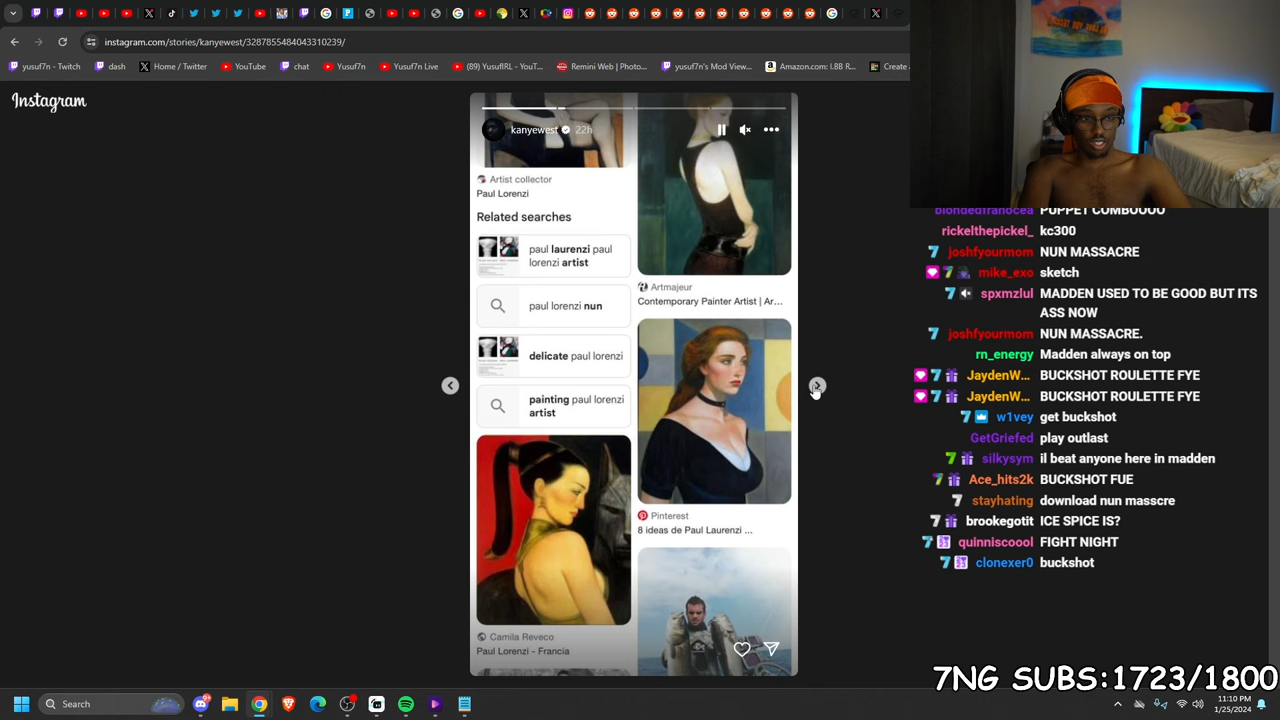 instagram.com/stories/kanyewest/3287855484043310239/
yusuf7n - Twitch
dash
Home / Twitter
YouTube
chat
Yusuf7n
Yusuf7n Live
(89) YusufIRL - YouT...
Remini Web | Photo...
yusuf7n's Mod View...
Amazon.com: LBB R...
Create a
Instagram
kanyewest 22h
Artist collector
Paul Lorenzi
Related searches
paul laurenzi paul
lorenzi artist
paul lorenzi nun
delicate paul lorenzi
painting paul lorenzi
artist
Camila Reveco
Paul Lorenzi - Francia
Artmajeur
Contemporary Painter Artist | Ar...
Pinterest
8 ideas de Paul Laurenzi ...
blondedfranocea PUPPET COMBOOOO
rickelthepickel_ kc300
joshfyourmom NUN MASSACRE
mike_exo sketch
spxmzlul MADDEN USED TO BE GOOD BUT ITS
ASS NOW
joshfyourmom NUN MASSACRE.
rn_energy Madden always on top
JaydenW... BUCKSHOT ROULETTE FYE
JaydenW... BUCKSHOT ROULETTE FYE
w1vey get buckshot
GetGriefed play outlast
silkysym il beat anyone here in madden
Ace_hits2k BUCKSHOT FUE
stayhating download nun masscre
brookegotit ICE SPICE IS?
quinniscoool FIGHT NIGHT
clonexer0 buckshot
7NG SUBS:1723/1800
Search
11:10 PM
1/25/2024